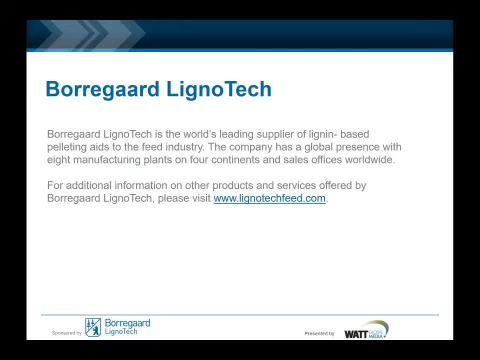 Borregaard LignoTech
Borregaard LignoTech is the world's leading supplier of lignin- based
pelleting aids to the feed industry. The company has a global presence with
eight manufacturing plants on four continents and sales offices worldwide.
For additional information on other products and services offered by
Borregaard LignoTech, please visit www.lignotechfeed.com.
Sponsored by
Borregaard
LignoTech
Presented by
WATT GLOBAL
MEDIA